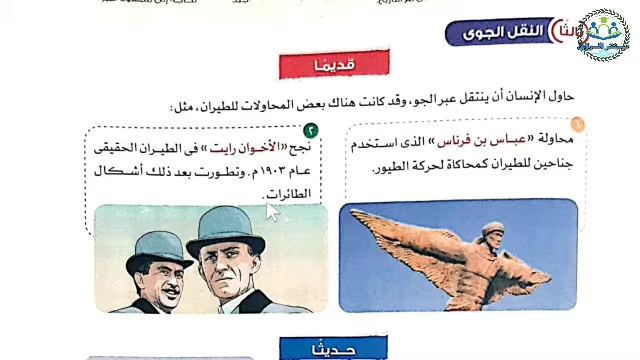 ثالثًا النقل الجوى
قديمًا
حاول الإنسان أن ينتقل عبر الجو، وقد كانت هناك بعض المحاولات للطيران، مثل:
١
محاولة «عباس بن فرناس» الذى استخدم
جناحين للطيران كمحاكاة لحركة الطيور.
٢
نجح «الأخوان رايت» فى الطيران الحقيقى
عام ١٩٠٣ م. وتطورت بعد ذلك أشكال
الطائرات.
حديثًا